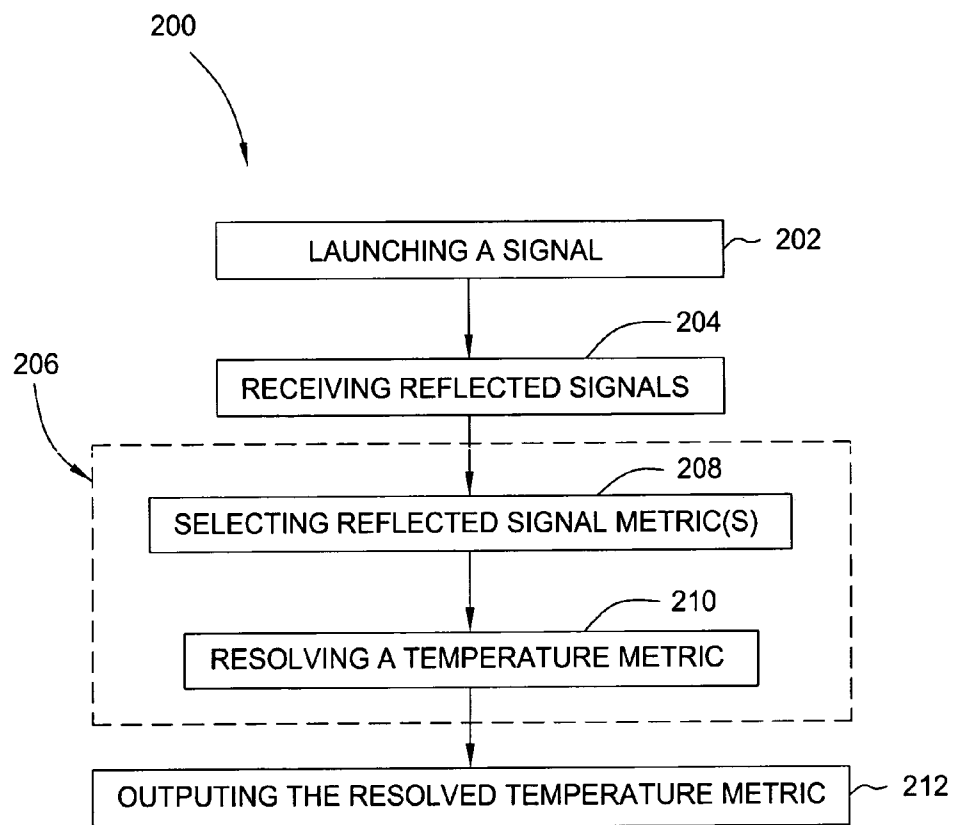 200
LAUNCHING A SIGNAL
202
204
RECEIVING REFLECTED SIGNALS
206
208
SELECTING REFLECTED SIGNAL METRIC(S)
210
RESOLVING A TEMPERATURE METRIC
OUTPUTING THE RESOLVED TEMPERATURE METRIC
212